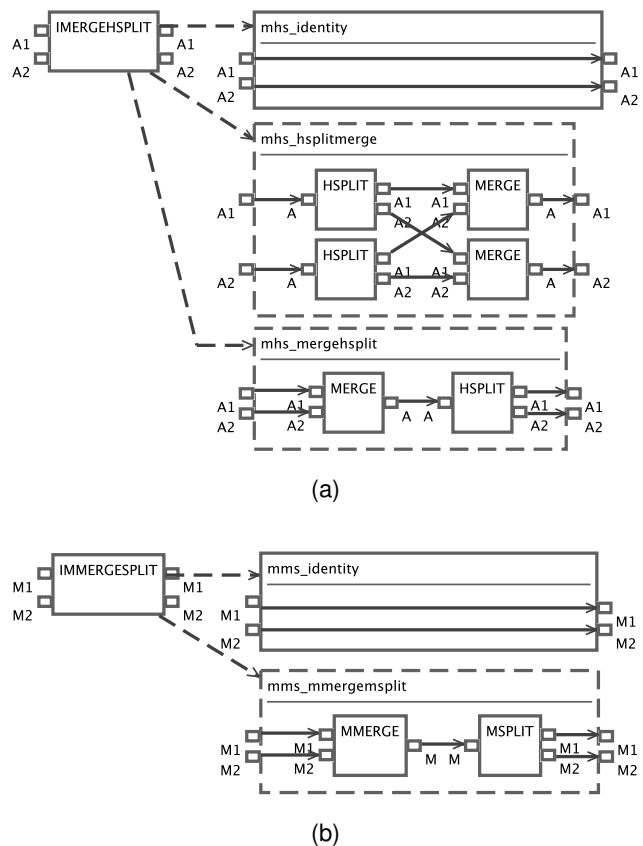 IMERGEHSPLIT
A1 A1
A2 A2
mhs_identity
A1 A1
A2 A2
mhs_hsplitmerge
HSPLIT MERGE
A1 A A1 A1 A A1
A2 A2
HSPLIT MERGE
A2 A A1 A1 A A2
A2 A2
mhs_mergehsplit
MERGE HSPLIT
A1 A1 A A A1 A1
A2 A2 A2 A2
(a)
IMMERGESPLIT
M1 M1
M2 M2
mms_identity
M1 M1
M2 M2
mms_mmergemsplit
MMERGE MSPLIT
M1 M1 M M M1 M1
M2 M2 M2 M2
(b)